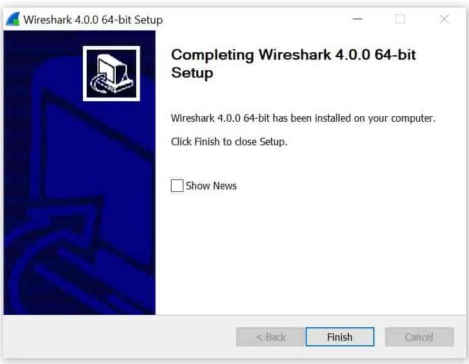 Wireshark 4.0.0 64-bit Setup
Completing Wireshark 4.0.0 64-bit
Setup
Wireshark 4.0.0 64-bit has been installed on your computer.
Click Finish to close Setup.
Show News
< Back Finish Cancel